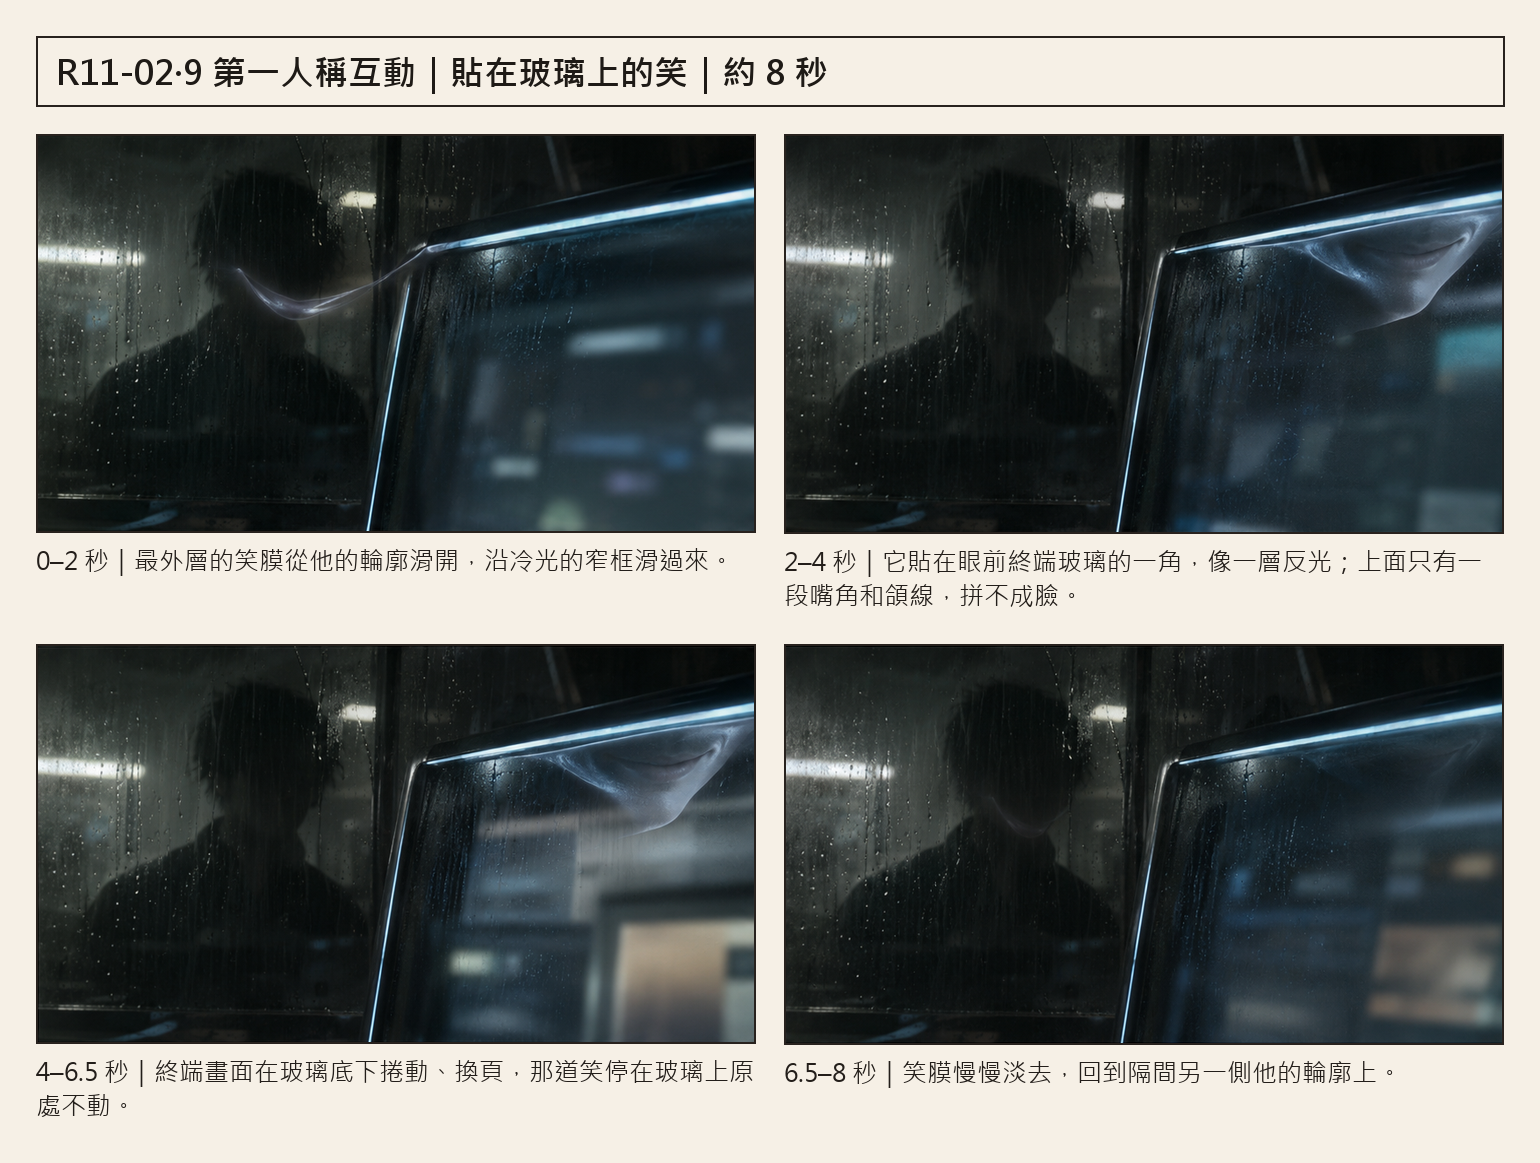 R11-02·9 第一人稱互動｜貼在玻璃上的笑｜約 8 秒
0–2 秒｜最外層的笑膜從他的輪廓滑開，沿冷光的窄框滑過來。
2–4 秒｜它貼在眼前終端玻璃的一角，像一層反光；上面只有一
段嘴角和頜線，拼不成臉。
4–6.5 秒｜終端畫面在玻璃底下捲動、換頁，那道笑停在玻璃上原
處不動。
6.5–8 秒｜笑膜慢慢淡去，回到隔間另一側他的輪廓上。